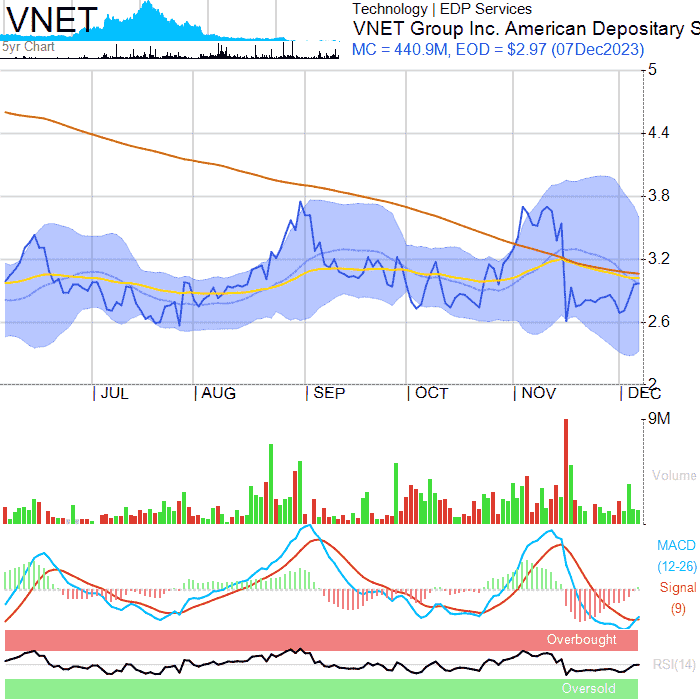 VNET
5yr Chart
Technology | EDP Services
VNET Group Inc. American Depositary S
MC = 440.9M, EOD = $2.97 (07Dec2023)
5
4.4
3.8
3.2
2.6
2
JUL AUG SEP OCT NOV DEC
9M
Volume
MACD
(12-26)
Signal
(9)
Overbought
RSI(14)
Oversold